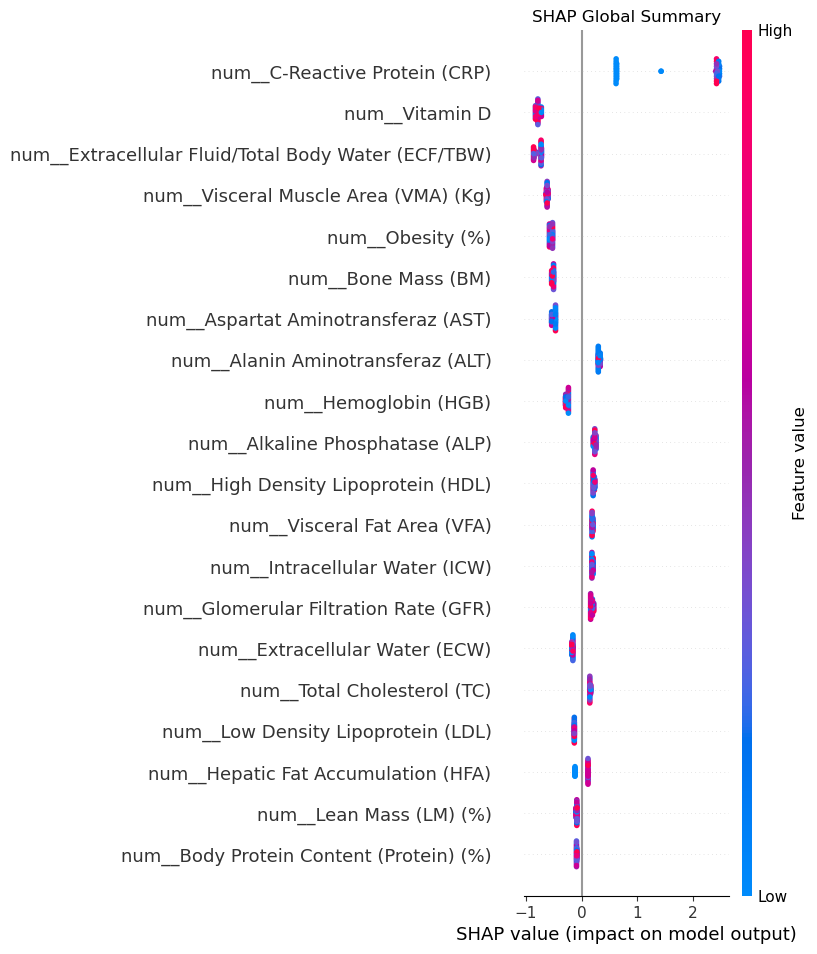 SHAP Global Summary
High
num__C-Reactive Protein (CRP)
num__Vitamin D
num__Extracellular Fluid/Total Body Water (ECF/TBW)
num__Visceral Muscle Area (VMA) (Kg)
num__Obesity (%)
num__Bone Mass (BM)
num__Aspartat Aminotransferaz (AST)
num__Alanin Aminotransferaz (ALT)
num__Hemoglobin (HGB)
num__Alkaline Phosphatase (ALP)
num__High Density Lipoprotein (HDL)
num__Visceral Fat Area (VFA)
num__Intracellular Water (ICW)
num__Glomerular Filtration Rate (GFR)
num__Extracellular Water (ECW)
num__Total Cholesterol (TC)
num__Low Density Lipoprotein (LDL)
num__Hepatic Fat Accumulation (HFA)
num__Lean Mass (LM) (%)
num__Body Protein Content (Protein) (%)
Feature value
Low
−1 0 1 2
SHAP value (impact on model output)